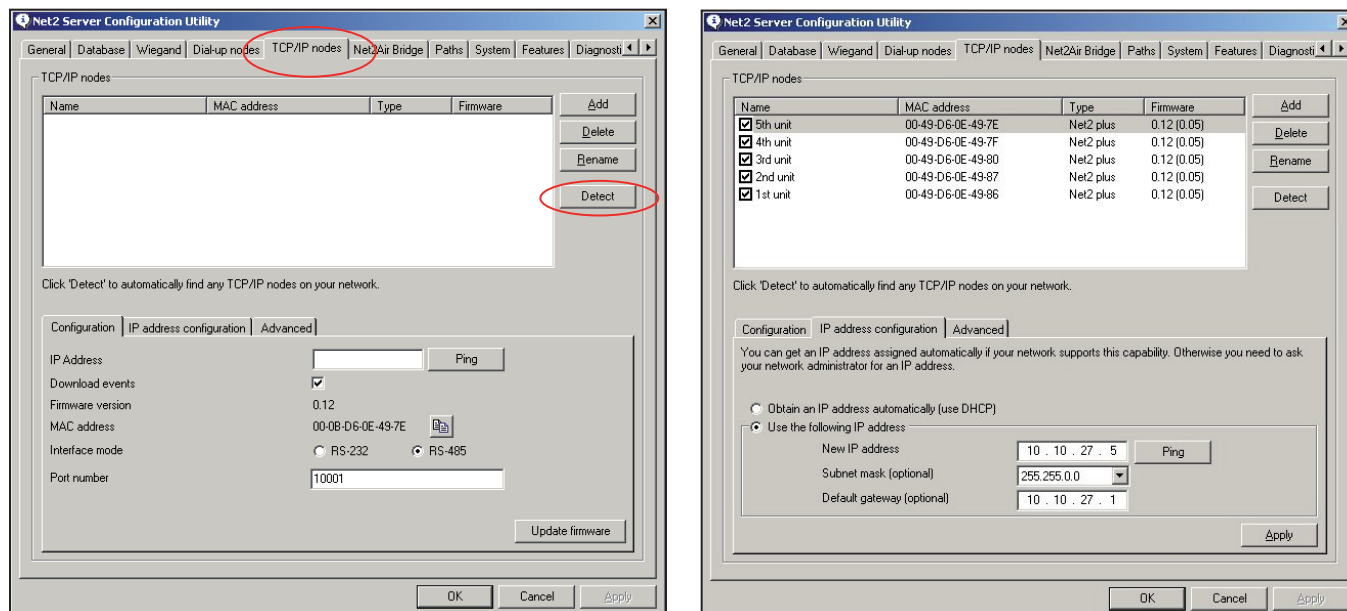 Net2 Server Configuration Utility
General Database Wiegand Dial-up nodes TCP/IP nodes Net2Air Bridge Paths System Features Diagnosti
TCP/IP nodes
Name MAC address Type Firmware
Add
Delete
Rename
Detect
Click 'Detect' to automatically find any TCP/IP nodes on your network.
Configuration IP address configuration Advanced
IP Address Ping
Download events
Firmware version 0.12
MAC address 00-0B-D6-0E-49-7E
Interface mode RS-232 RS-485
Port number 10001
Update firmware
OK Cancel Apply
Net2 Server Configuration Utility
General Database Wiegand Dial-up nodes TCP/IP nodes Net2Air Bridge Paths System Features Diagnosti
TCP/IP nodes
Name MAC address Type Firmware
5th unit 00-49-D6-0E-49-7E Net2 plus 0.12 (0.05)
4th unit 00-49-D6-0E-49-7F Net2 plus 0.12 (0.05)
3rd unit 00-49-D6-0E-49-80 Net2 plus 0.12 (0.05)
2nd unit 00-49-D6-0E-49-87 Net2 plus 0.12 (0.05)
1st unit 00-49-D6-0E-49-86 Net2 plus 0.12 (0.05)
Add
Delete
Rename
Detect
Click 'Detect' to automatically find any TCP/IP nodes on your network.
Configuration IP address configuration Advanced
You can get an IP address assigned automatically if your network supports this capability. Otherwise you need to ask
your network administrator for an IP address.
Obtain an IP address automatically (use DHCP)
Use the following IP address
New IP address 10 . 10 . 27 . 5 Ping
Subnet mask (optional) 255.255.0.0
Default gateway (optional) 10 . 10 . 27 . 1
Apply
OK Cancel Apply